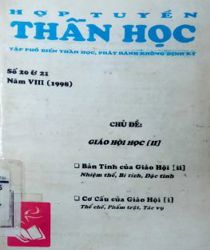 HỢP TUYỂN
THẦN HỌC
TẬP PHỔ BIẾN THẦN HỌC, PHÁT HÀNH KHÔNG ĐỊNH KỲ
Số 20 & 21
Năm VIII (1998)
CHỦ ĐỀ:
GIÁO HỘI HỌC [II]
❑ Bản Tính của Giáo Hội [ii]
Nhiệm thể, Bí tích, Đặc tính
❑ Cơ Cấu của Giáo Hội [i]
Thể chế, Phẩm trật, Tác vụ